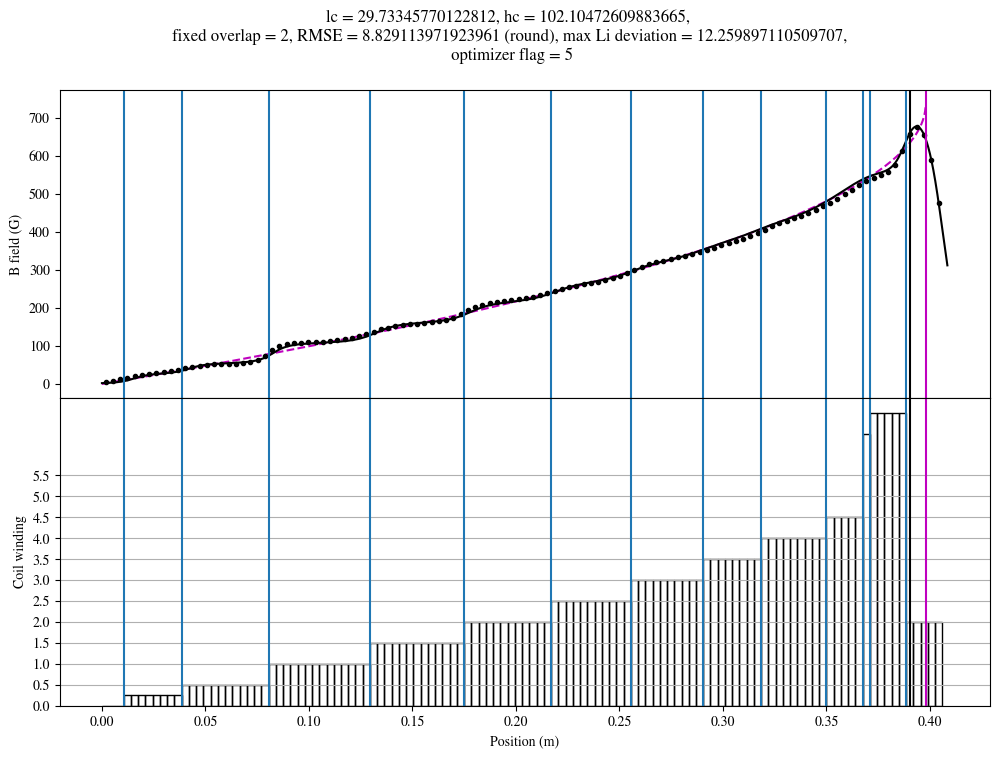 lc = 29.73345770122812, hc = 102.10472609883665,
fixed overlap = 2, RMSE = 8.829113971923961 (round), max Li deviation = 12.259897110509707,
optimizer flag = 5
700
600
500
400
300
200
100
0
B field (G)
5.5
5.0
4.5
4.0
3.5
3.0
2.5
2.0
1.5
1.0
0.5
0.0
Coil winding
0.00 0.05 0.10 0.15 0.20 0.25 0.30 0.35 0.40
Position (m)